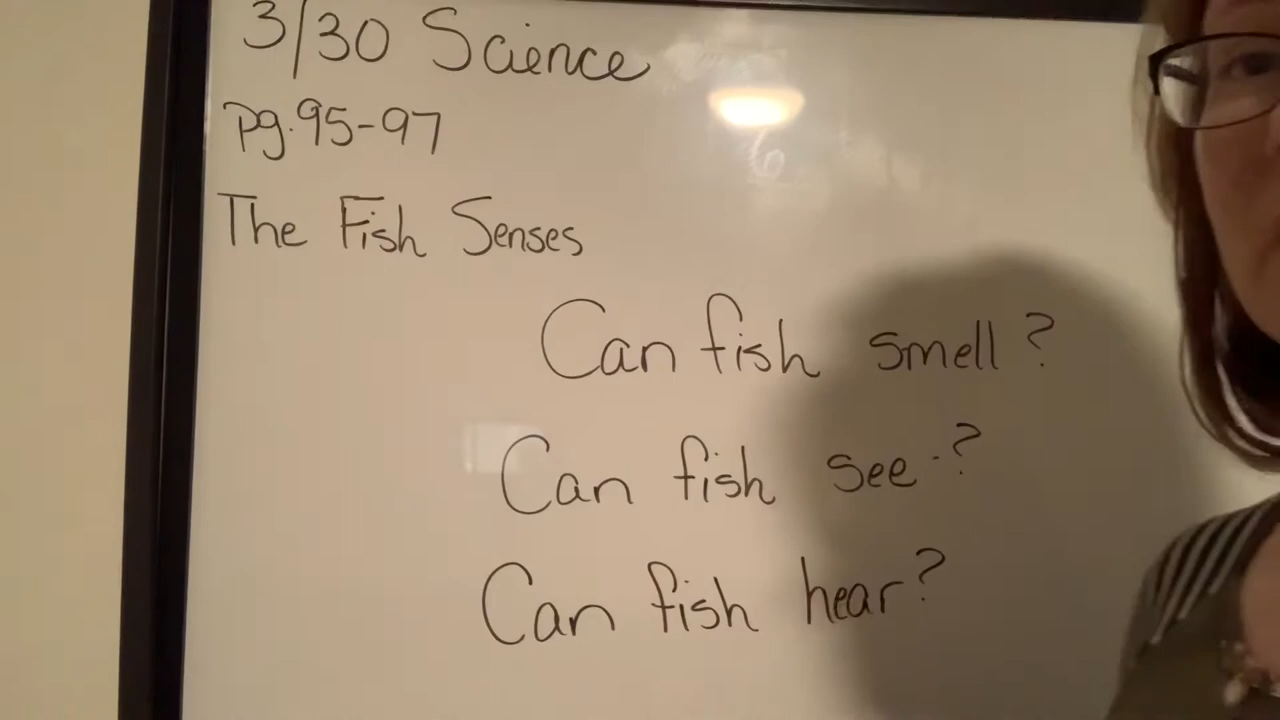 3/30 Science
pg. 95-97
The Fish Senses
Can fish smell?
Can fish see?
Can fish hear?